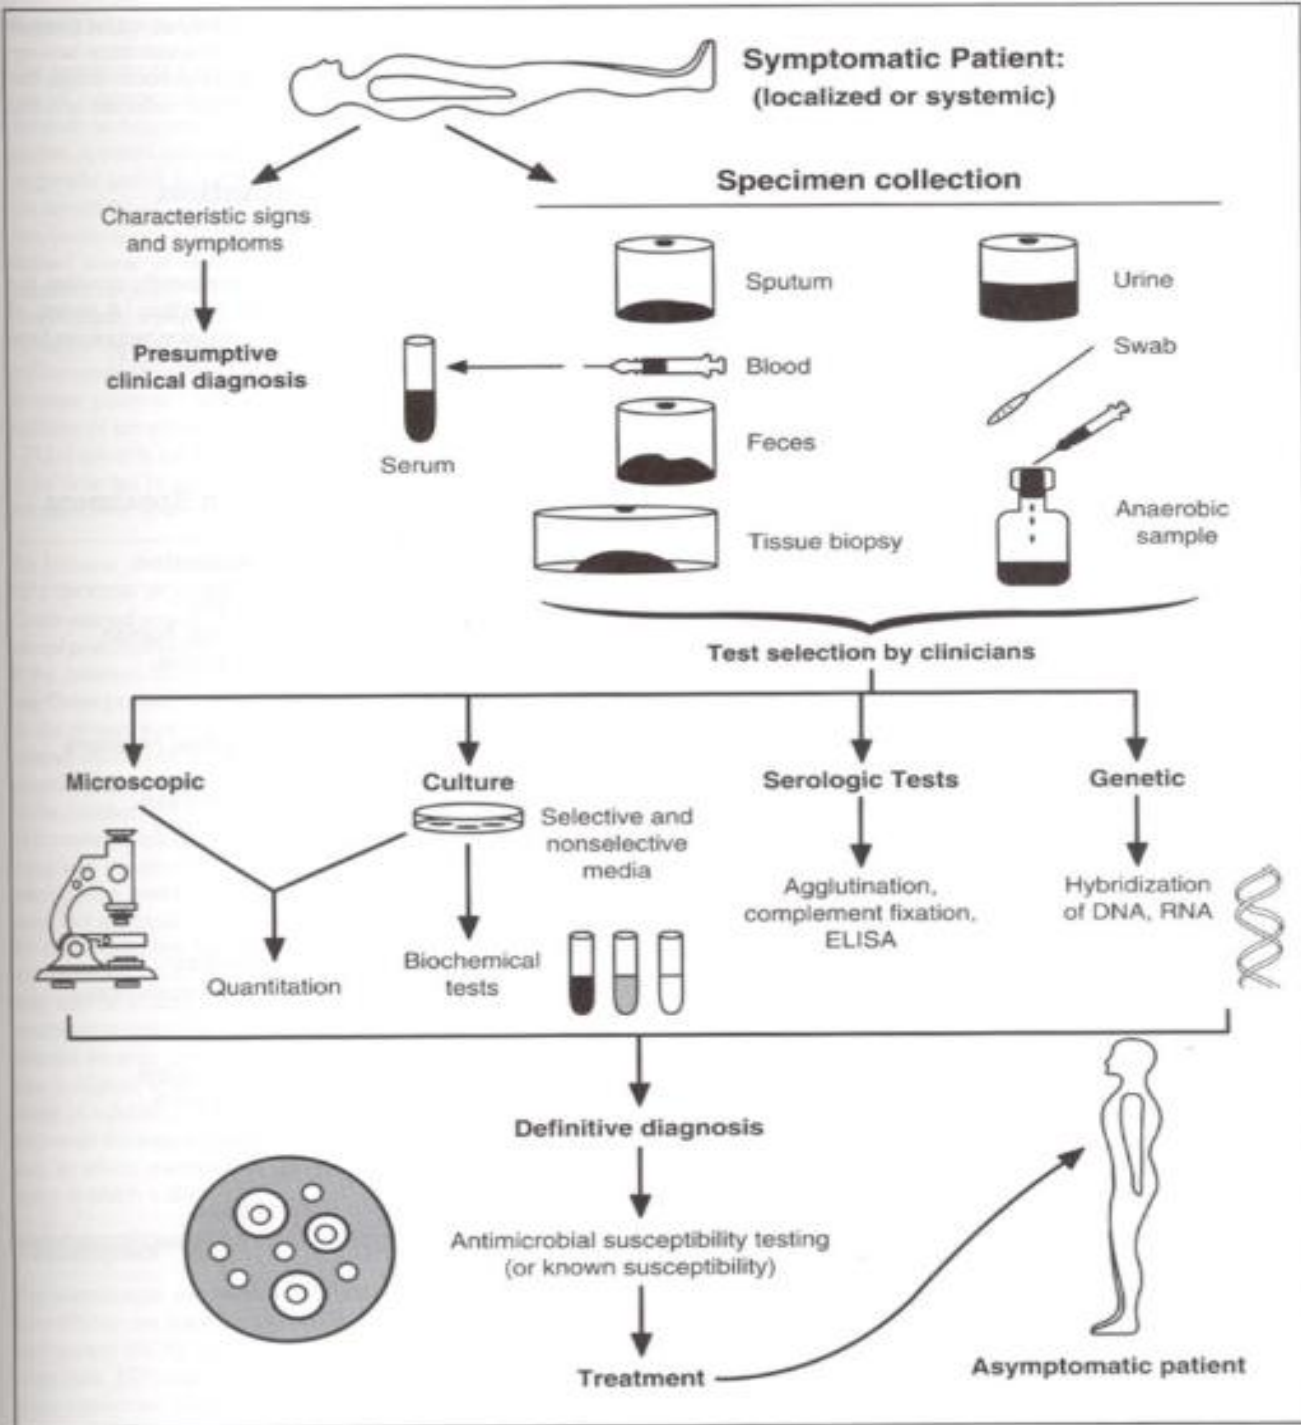 Symptomatic Patient:
(localized or systemic)
Specimen collection
Characteristic signs
and symptoms
Presumptive
clinical diagnosis
Serum
Sputum
Blood
Feces
Tissue biopsy
Urine
Swab
Anaerobic
sample
Test selection by clinicians
Microscopic
Culture
Serologic Tests
Genetic
Selective and
nonselective
media
Quantitation
Biochemical
tests
Agglutination,
complement fixation,
ELISA
Hybridization
of DNA, RNA
Definitive diagnosis
Antimicrobial susceptibility testing
(or known susceptibility)
Treatment
Asymptomatic patient